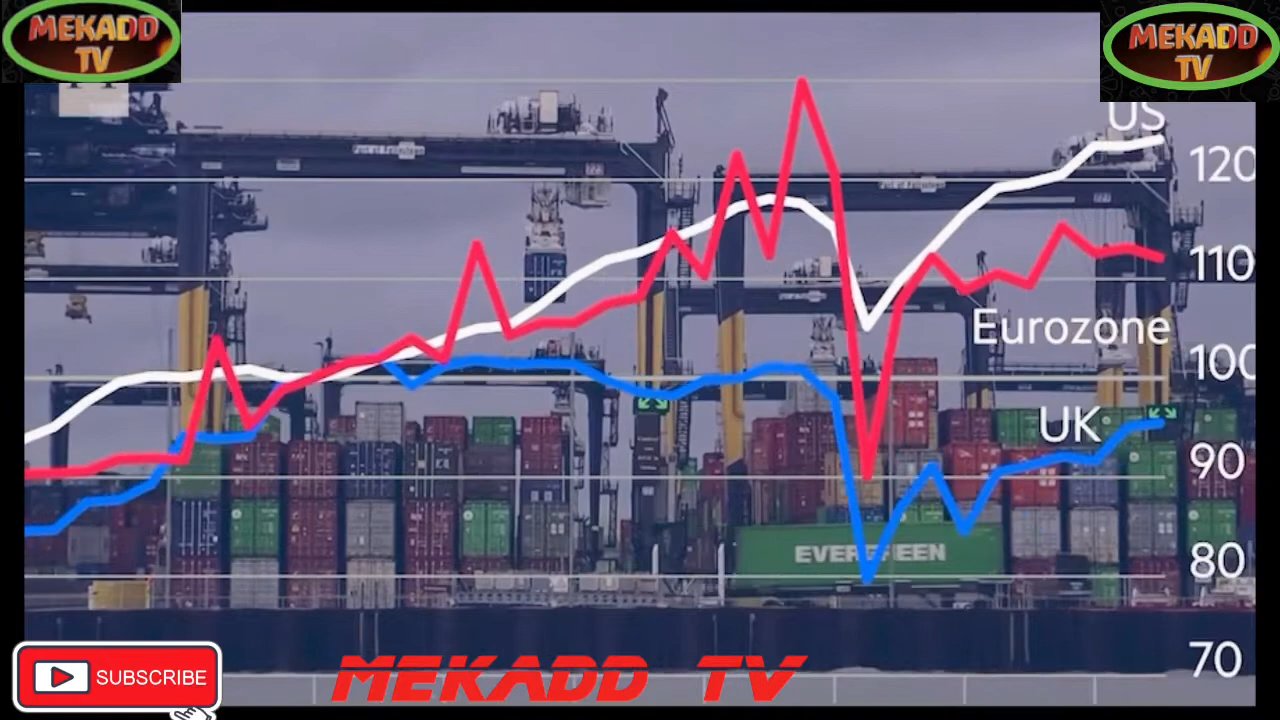 MEKADD
TV
MEKADD
TV
US
120
110
Eurozone
100
UK
90
EVERGREEN
80
70
SUBSCRIBE
MEKADD TV